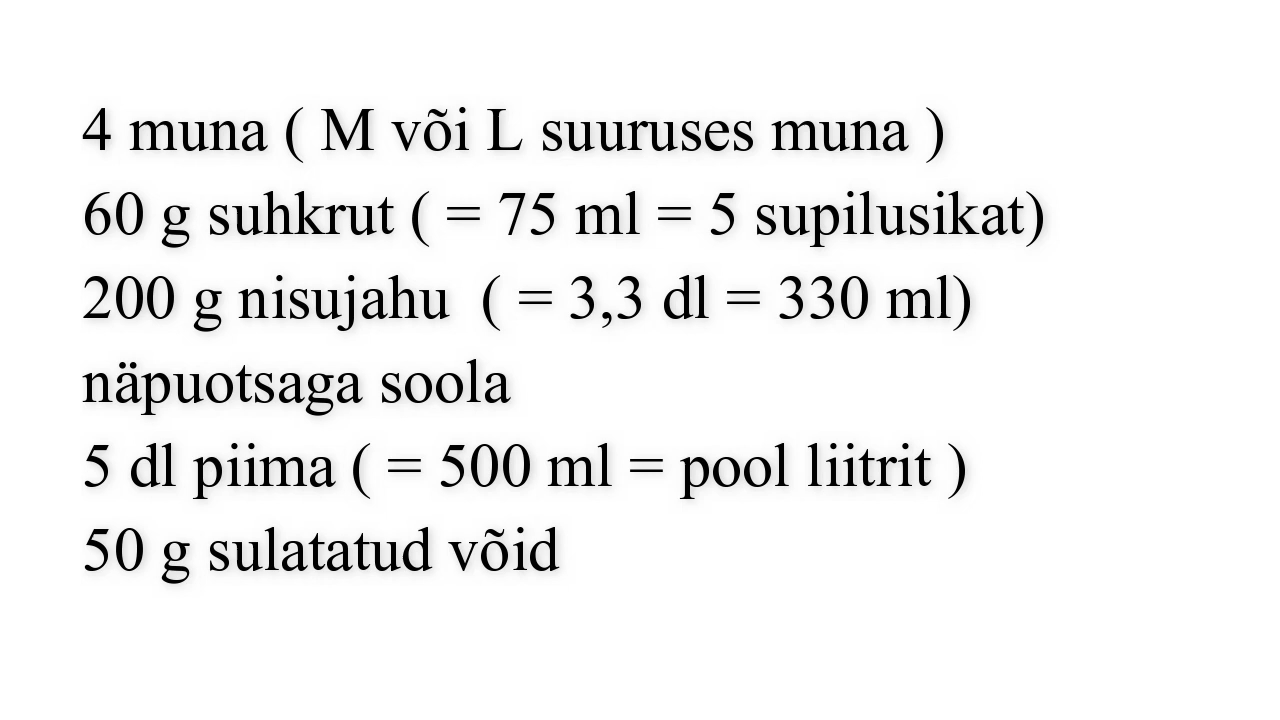 4 muna ( M või L suuruses muna )
60 g suhkrut ( = 75 ml = 5 supilusikat)
200 g nisujahu  ( = 3,3 dl = 330 ml)
näpuotsaga soola
5 dl piima ( = 500 ml = pool liitrit )
50 g sulatatud võid